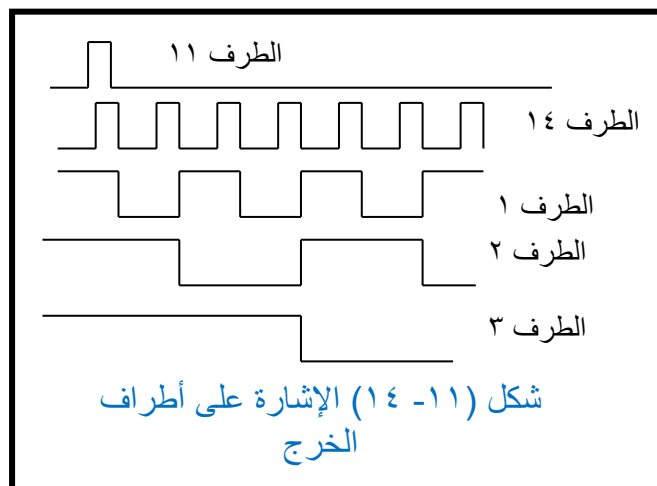 الطرف ١١
الطرف ١٤
الطرف ١
الطرف ٢
الطرف ٣
شكل (١١- ١٤) الإشارة على أطراف
الخرج